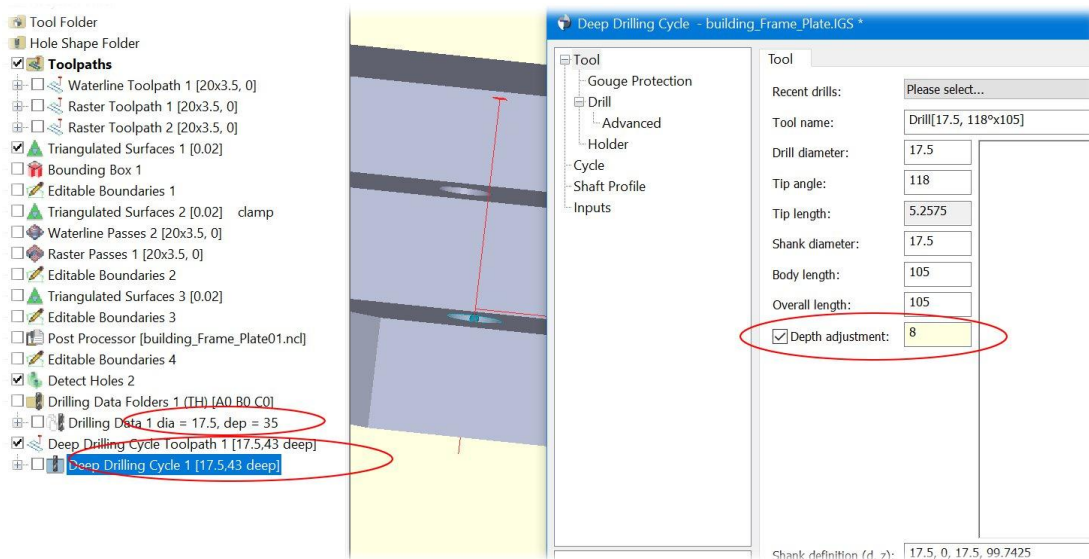 Tool Folder
Hole Shape Folder
Toolpaths
Waterline Toolpath 1 [20x3.5, 0]
Raster Toolpath 1 [20x3.5, 0]
Raster Toolpath 2 [20x3.5, 0]
Triangulated Surfaces 1 [0.02]
Bounding Box 1
Editable Boundaries 1
Triangulated Surfaces 2 [0.02] clamp
Waterline Passes 2 [20x3.5, 0]
Raster Passes 1 [20x3.5, 0]
Editable Boundaries 2
Triangulated Surfaces 3 [0.02]
Editable Boundaries 3
Post Processor [building_Frame_Plate01.ncl]
Editable Boundaries 4
Detect Holes 2
Drilling Data Folders 1 (TH) [A0 B0 C0]
Drilling Data 1 dia = 17.5, dep = 35
Deep Drilling Cycle Toolpath 1 [17.5,43 deep]
Deep Drilling Cycle 1 [17.5,43 deep]
Deep Drilling Cycle - building_Frame_Plate.IGS *
Tool
Gouge Protection
Drill
Advanced
Holder
Cycle
Shaft Profile
Inputs
Tool
Recent drills: Please select...
Tool name: Drill[17.5, 118ºx105]
Drill diameter: 17.5
Tip angle: 118
Tip length: 5.2575
Shank diameter: 17.5
Body length: 105
Overall length: 105
Depth adjustment: 8
Shank definition (d, z): 17.5, 0, 17.5, 99.7425